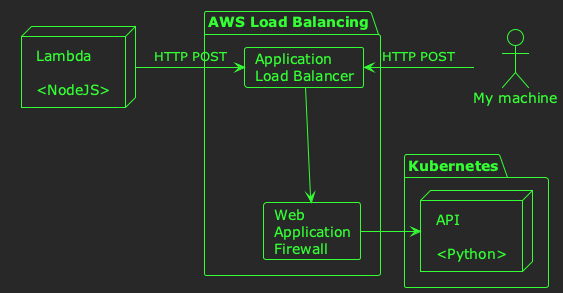 AWS Load Balancing
Lambda
<NodeJS>
HTTP POST
Application
Load Balancer
HTTP POST
My machine
Kubernetes
Web
Application
Firewall
API
<Python>